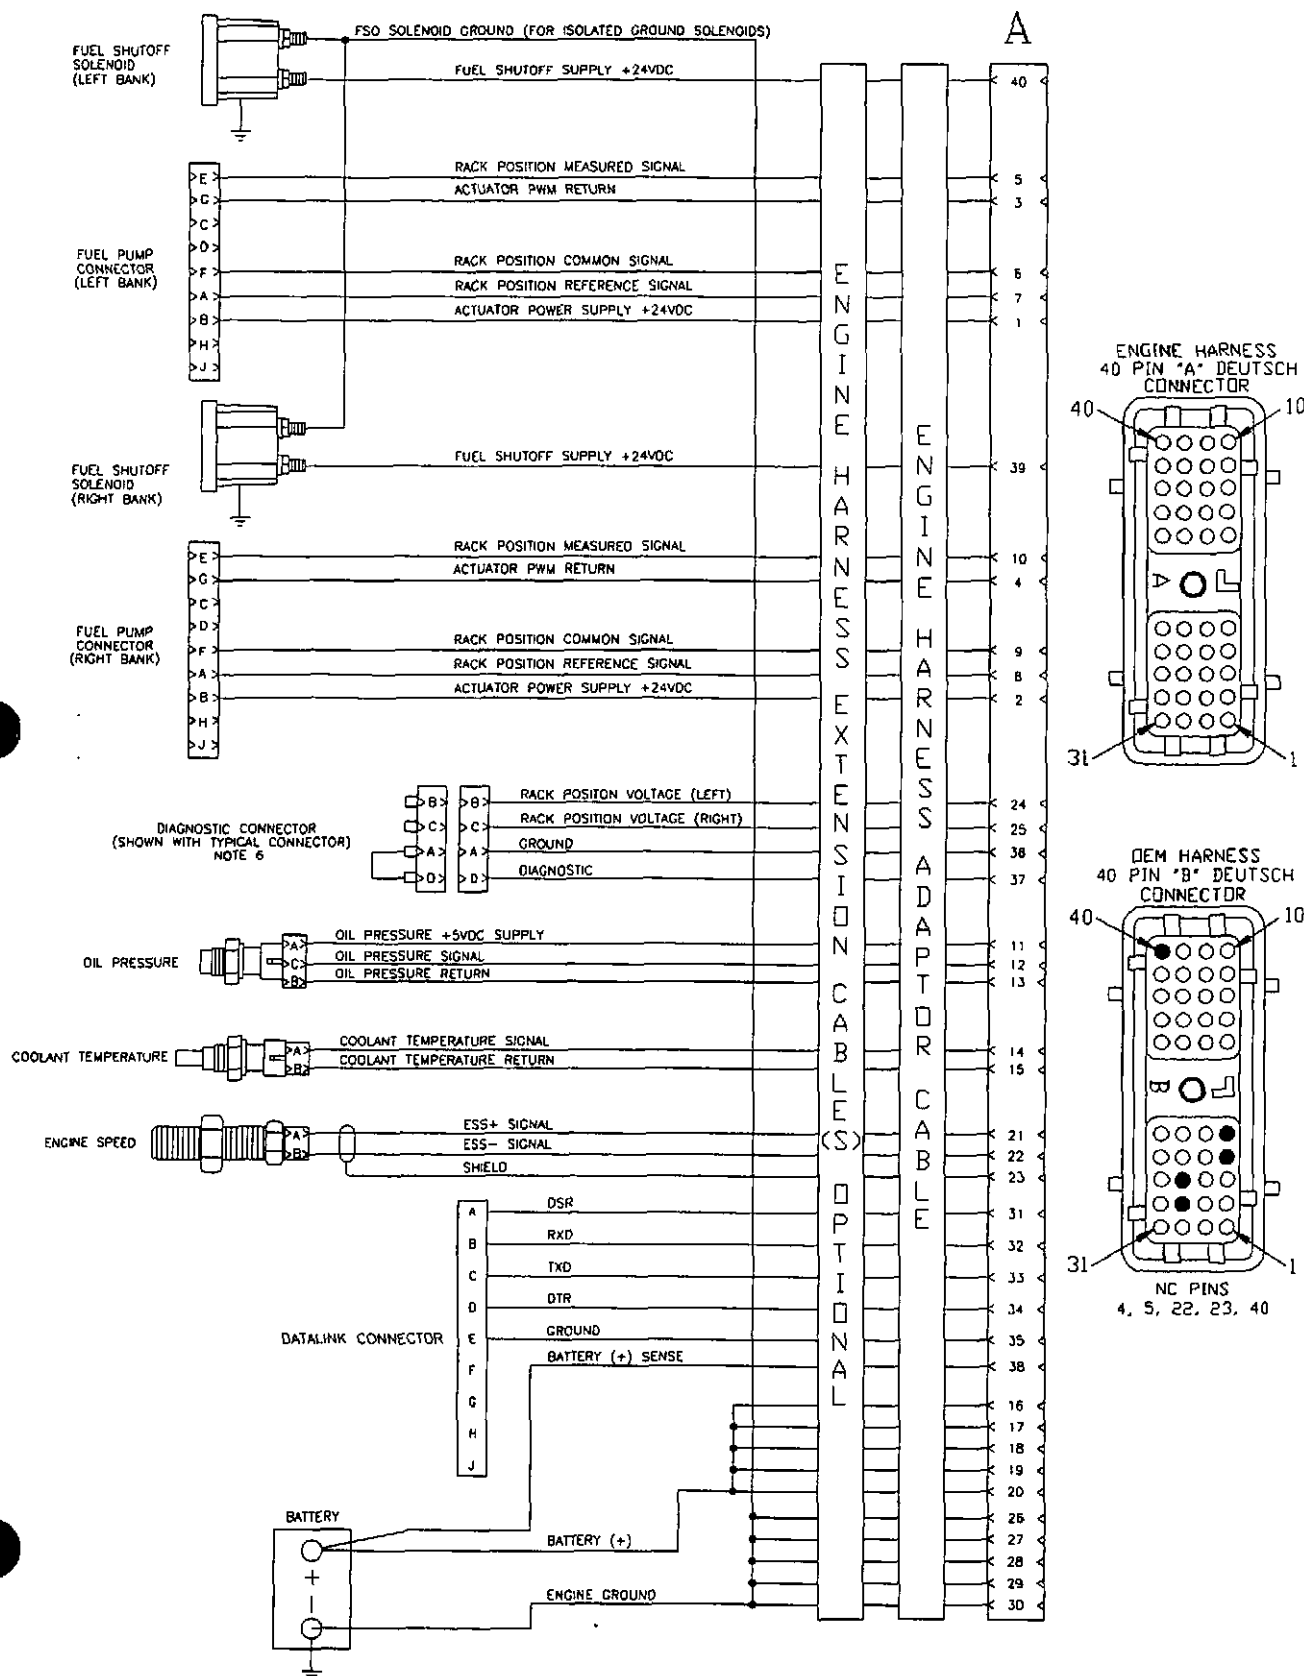 A
FSO SOLENOID GROUND (FOR ISOLATED GROUND SOLENOIDS)
FUEL SHUTOFF
SOLENOID
(LEFT BANK)
FUEL SHUTOFF SUPPLY +24VDC
40
FUEL PUMP
CONNECTOR
(LEFT BANK)
E
G
C
D
F
A
B
H
J
RACK POSITION MEASURED SIGNAL
5
ACTUATOR PWM RETURN
3
RACK POSITION COMMON SIGNAL
6
RACK POSITION REFERENCE SIGNAL
7
ACTUATOR POWER SUPPLY +24VDC
1
FUEL SHUTOFF
SOLENOID
(RIGHT BANK)
FUEL SHUTOFF SUPPLY +24VDC
39
FUEL PUMP
CONNECTOR
(RIGHT BANK)
E
G
C
D
F
A
B
H
J
RACK POSITION MEASURED SIGNAL
10
ACTUATOR PWM RETURN
4
RACK POSITION COMMON SIGNAL
9
RACK POSITION REFERENCE SIGNAL
8
ACTUATOR POWER SUPPLY +24VDC
2
DIAGNOSTIC CONNECTOR
(SHOWN WITH TYPICAL CONNECTOR)
NOTE 6
B B RACK POSITON VOLTAGE (LEFT) 24
C C RACK POSITION VOLTAGE (RIGHT) 25
A A GROUND 36
D D DIAGNOSTIC 37
OIL PRESSURE
A OIL PRESSURE +5VDC SUPPLY 11
C OIL PRESSURE SIGNAL 12
B OIL PRESSURE RETURN 13
COOLANT TEMPERATURE
A COOLANT TEMPERATURE SIGNAL 14
B COOLANT TEMPERATURE RETURN 15
ENGINE SPEED
A ESS+ SIGNAL 21
B ESS- SIGNAL 22
SHIELD 23
DATALINK CONNECTOR
A DSR 31
B RXD 32
C TXD 33
D DTR 34
E GROUND 35
F
G
H
J
BATTERY (+) SENSE 38
16
17
18
19
20
26
27
28
29
30
BATTERY
+
-
BATTERY (+)
ENGINE GROUND
ENGINE HARNESS EXTENSION CABLE(S) OPTIONAL
ENGINE HARNESS ADAPTOR CABLE
ENGINE HARNESS
40 PIN "A" DEUTSCH
CONNECTOR
40
10
A
31
1
OEM HARNESS
40 PIN "B" DEUTSCH
CONNECTOR
40
10
B
31
1
NC PINS
4, 5, 22, 23, 40